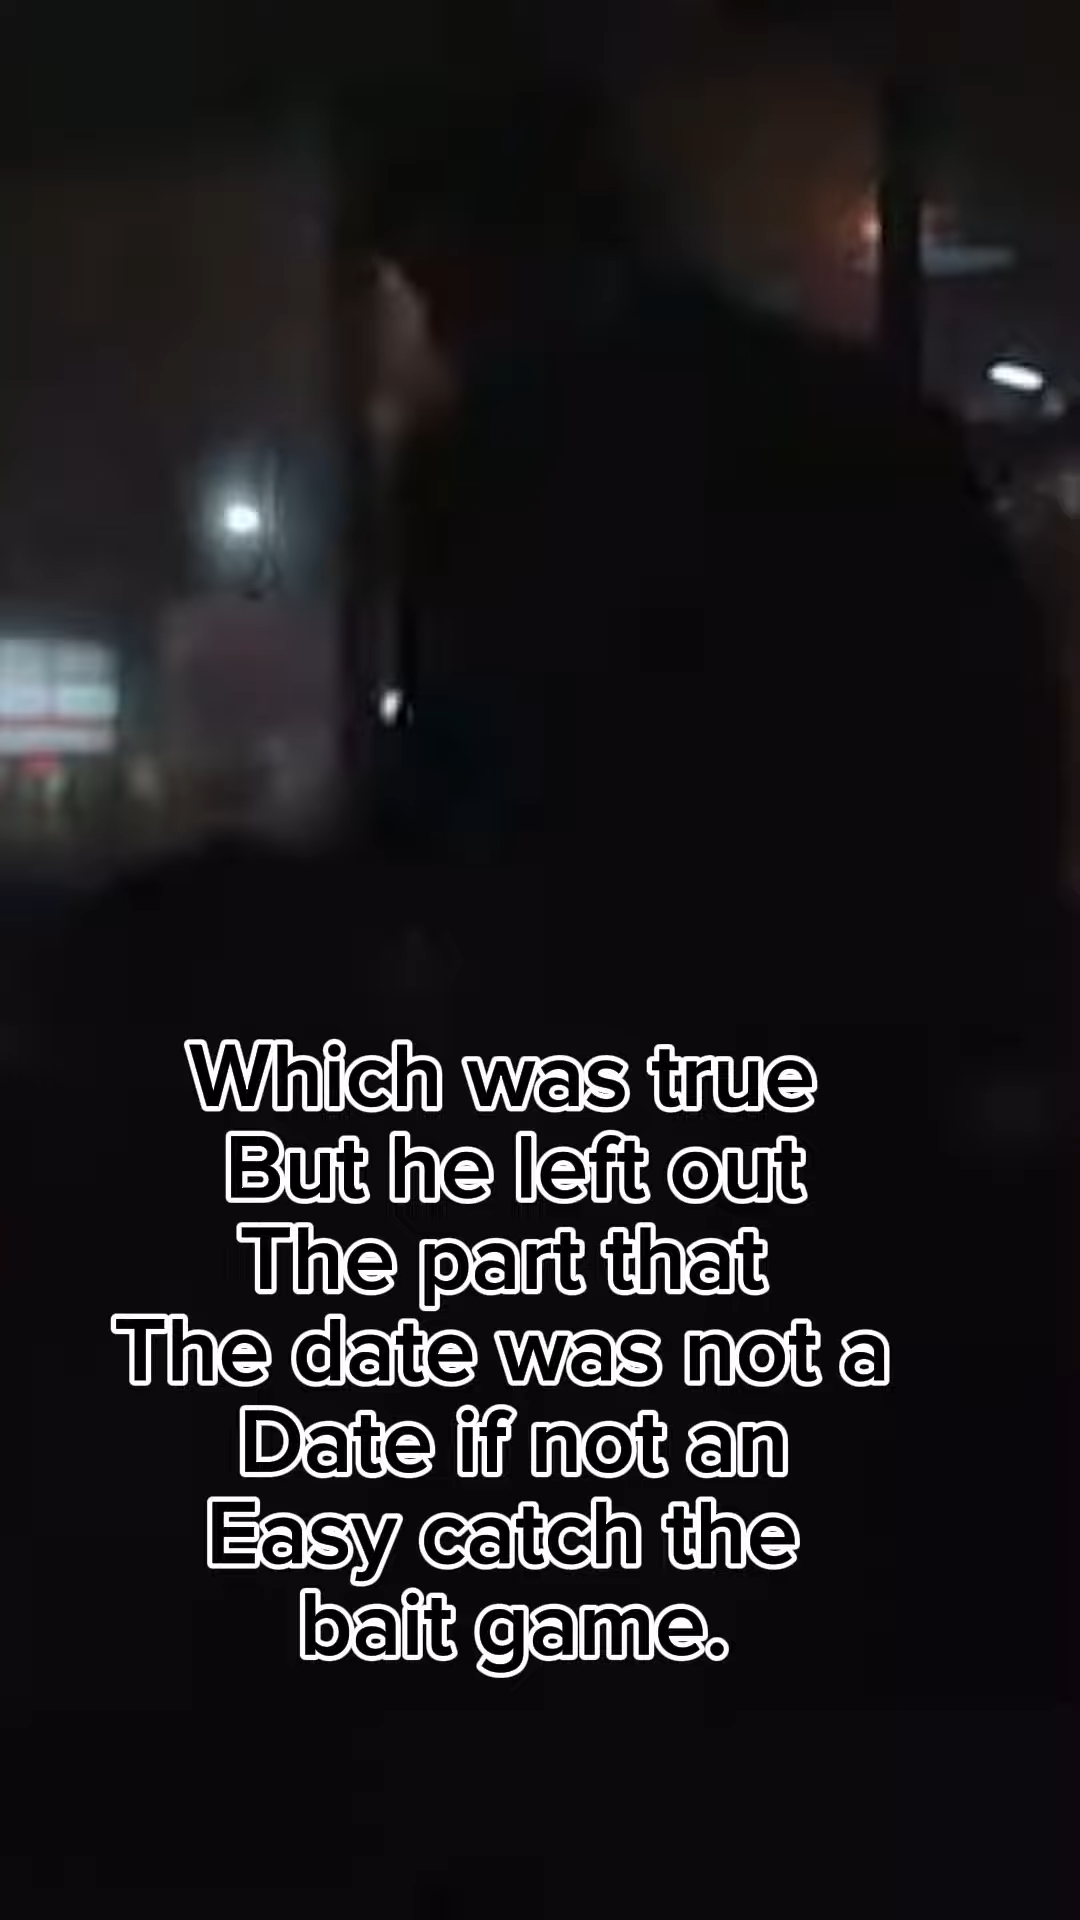 Which was true
But he left out
The part that
The date was not a
Date if not an
Easy catch the
bait game.